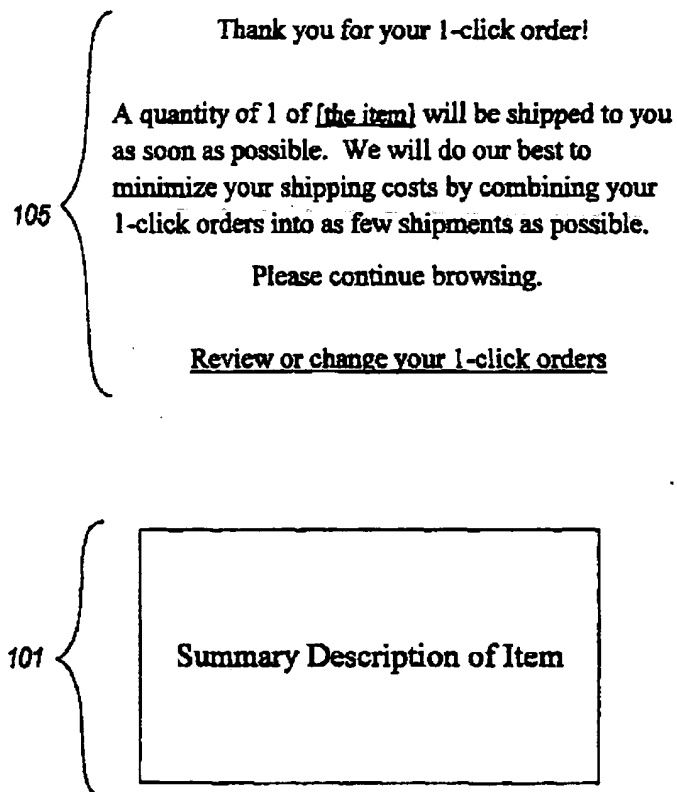 Thank you for your 1-click order!
A quantity of 1 of [the item] will be shipped to you
as soon as possible. We will do our best to
minimize your shipping costs by combining your
1-click orders into as few shipments as possible.
105
Please continue browsing.
Review or change your 1-click orders
101
Summary Description of Item